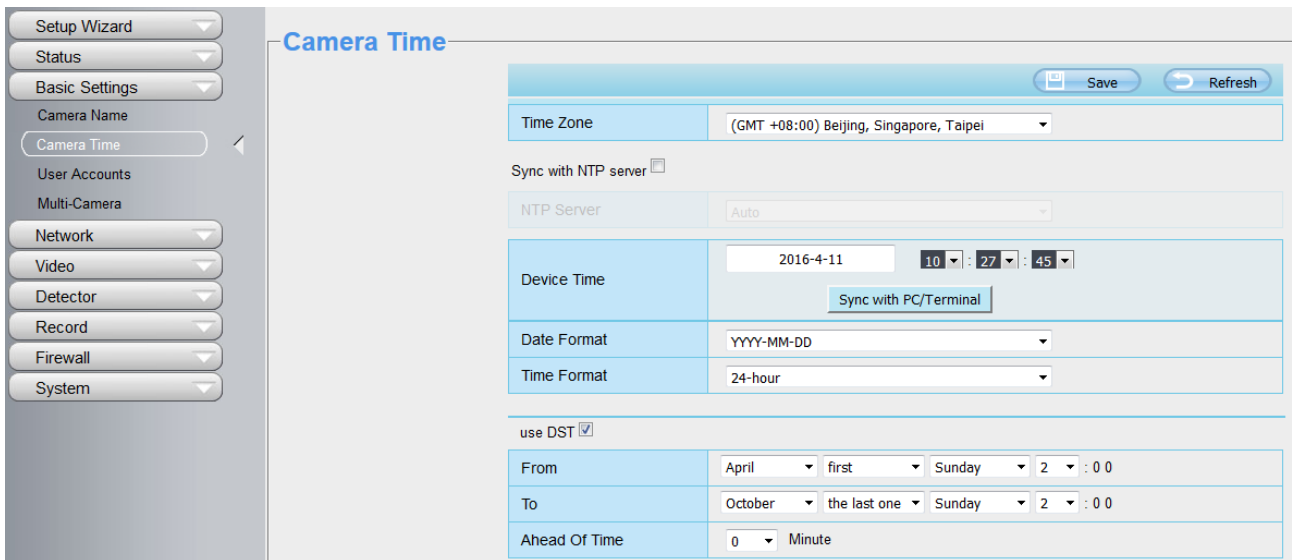 Setup Wizard
Status
Basic Settings
Camera Name
Camera Time
User Accounts
Multi-Camera
Network
Video
Detector
Record
Firewall
System
Camera Time
Save Refresh
Time Zone (GMT +08:00) Beijing, Singapore, Taipei
Sync with NTP server
NTP Server Auto
Device Time 2016-4-11 10 : 27 : 45
Sync with PC/Terminal
Date Format YYYY-MM-DD
Time Format 24-hour
use DST
From April first Sunday 2 : 0 0
To October the last one Sunday 2 : 0 0
Ahead Of Time 0 Minute